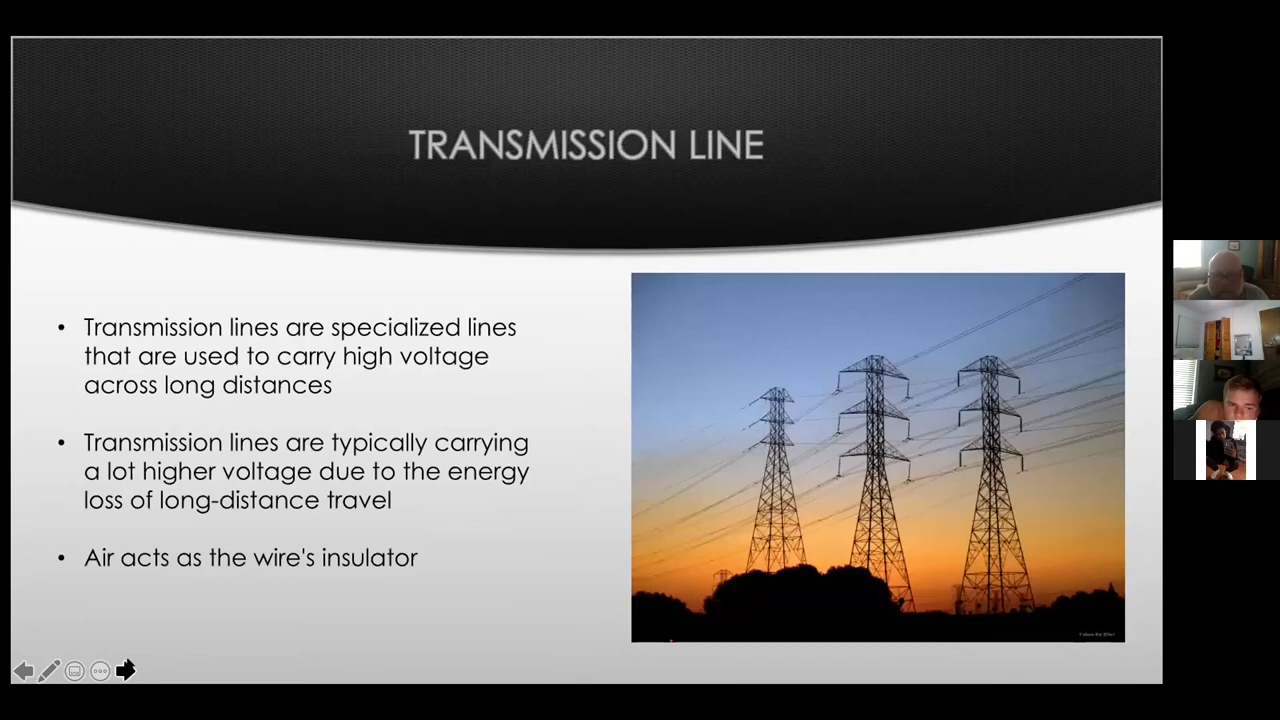 TRANSMISSION LINE
• Transmission lines are specialized lines
that are used to carry high voltage
across long distances
• Transmission lines are typically carrying
a lot higher voltage due to the energy
loss of long-distance travel
• Air acts as the wire's insulator